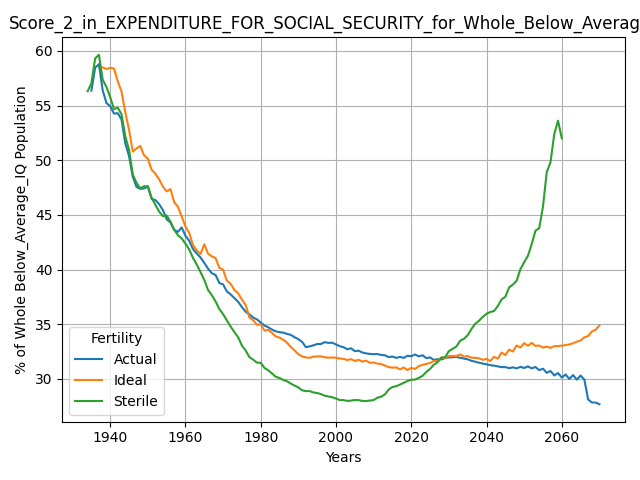 Score_2_in_EXPENDITURE_FOR_SOCIAL_SECURITY_for_Whole_Below_Averag
60
55
50
45
40
35
30
% of Whole Below_Average_IQ Population
Fertility
Actual
Ideal
Sterile
1940 1960 1980 2000 2020 2040 2060
Years